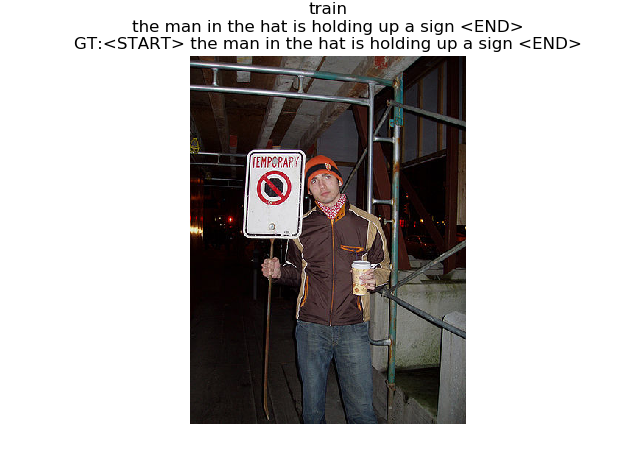 train
the man in the hat is holding up a sign <END>
GT:<START> the man in the hat is holding up a sign <END>
TEMPORARY